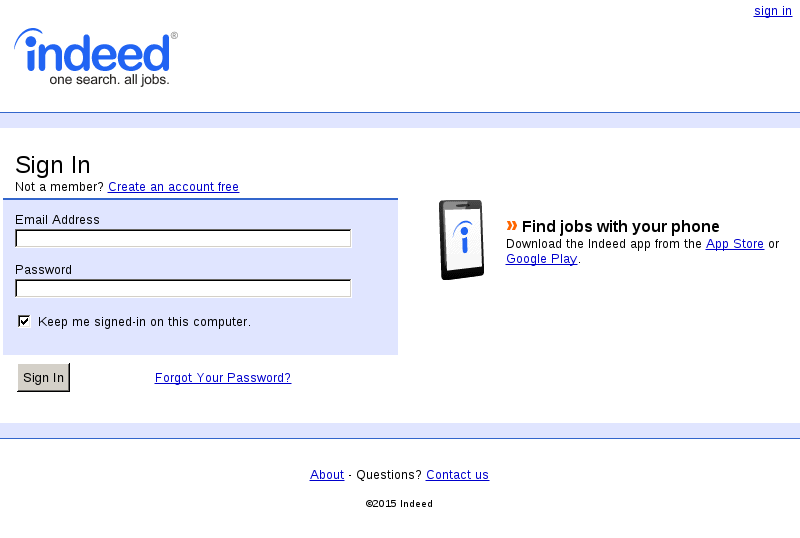 sign in
indeed®
one search. all jobs.
Sign In
Not a member? Create an account free
Email Address
Password
Keep me signed-in on this computer.
Sign In
Forgot Your Password?
» Find jobs with your phone
Download the Indeed app from the App Store or
Google Play.
About - Questions? Contact us
©2015 Indeed